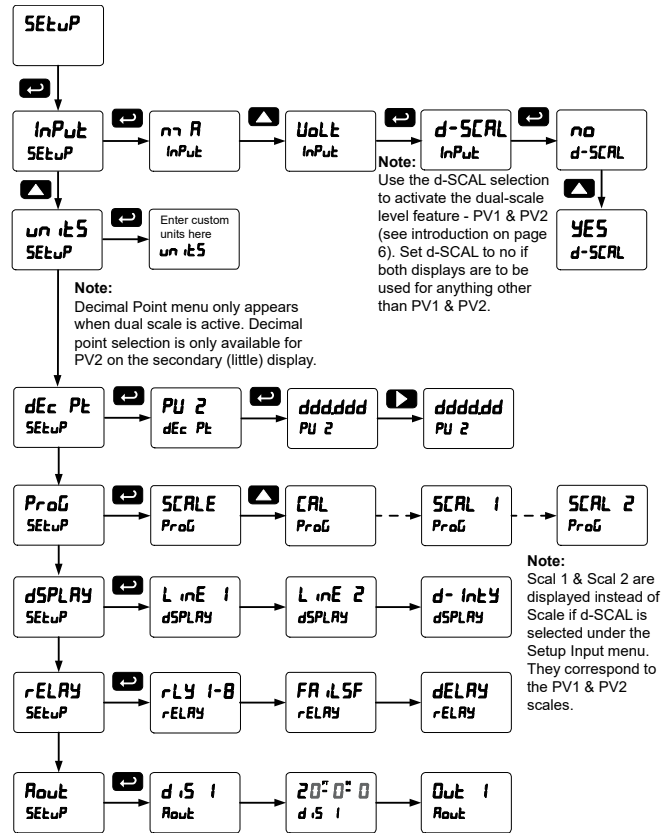 SEtuP
InPut
SEtuP
mA
InPut
VoLt
InPut
d-SCAL
InPut
no
d-SCAL
YES
d-SCAL
Note:
Use the d-SCAL selection
to activate the dual-scale
level feature - PV1 & PV2
(see introduction on page
6). Set d-SCAL to no if
both displays are to be
used for anything other
than PV1 & PV2.
unitS
SEtuP
Enter custom
units here
unitS
Note:
Decimal Point menu only appears
when dual scale is active. Decimal
point selection is only available for
PV2 on the secondary (little) display.
dEc Pt
SEtuP
PV 2
dEc Pt
ddd.ddd
PV 2
dddd.dd
PV 2
ProG
SEtuP
SCALE
ProG
CAL
ProG
SCAL 1
ProG
SCAL 2
ProG
Note:
Scal 1 & Scal 2 are
displayed instead of
Scale if d-SCAL is
selected under the
Setup Input menu.
They correspond to
the PV1 & PV2
scales.
dSPLAY
SEtuP
LinE 1
dSPLAY
LinE 2
dSPLAY
d-IntY
dSPLAY
rELAY
SEtuP
rLY 1-8
rELAY
FAiLSF
rELAY
dELAY
rELAY
Aout
SEtuP
diS 1
Aout
20 0 0
diS 1
Out 1
Aout